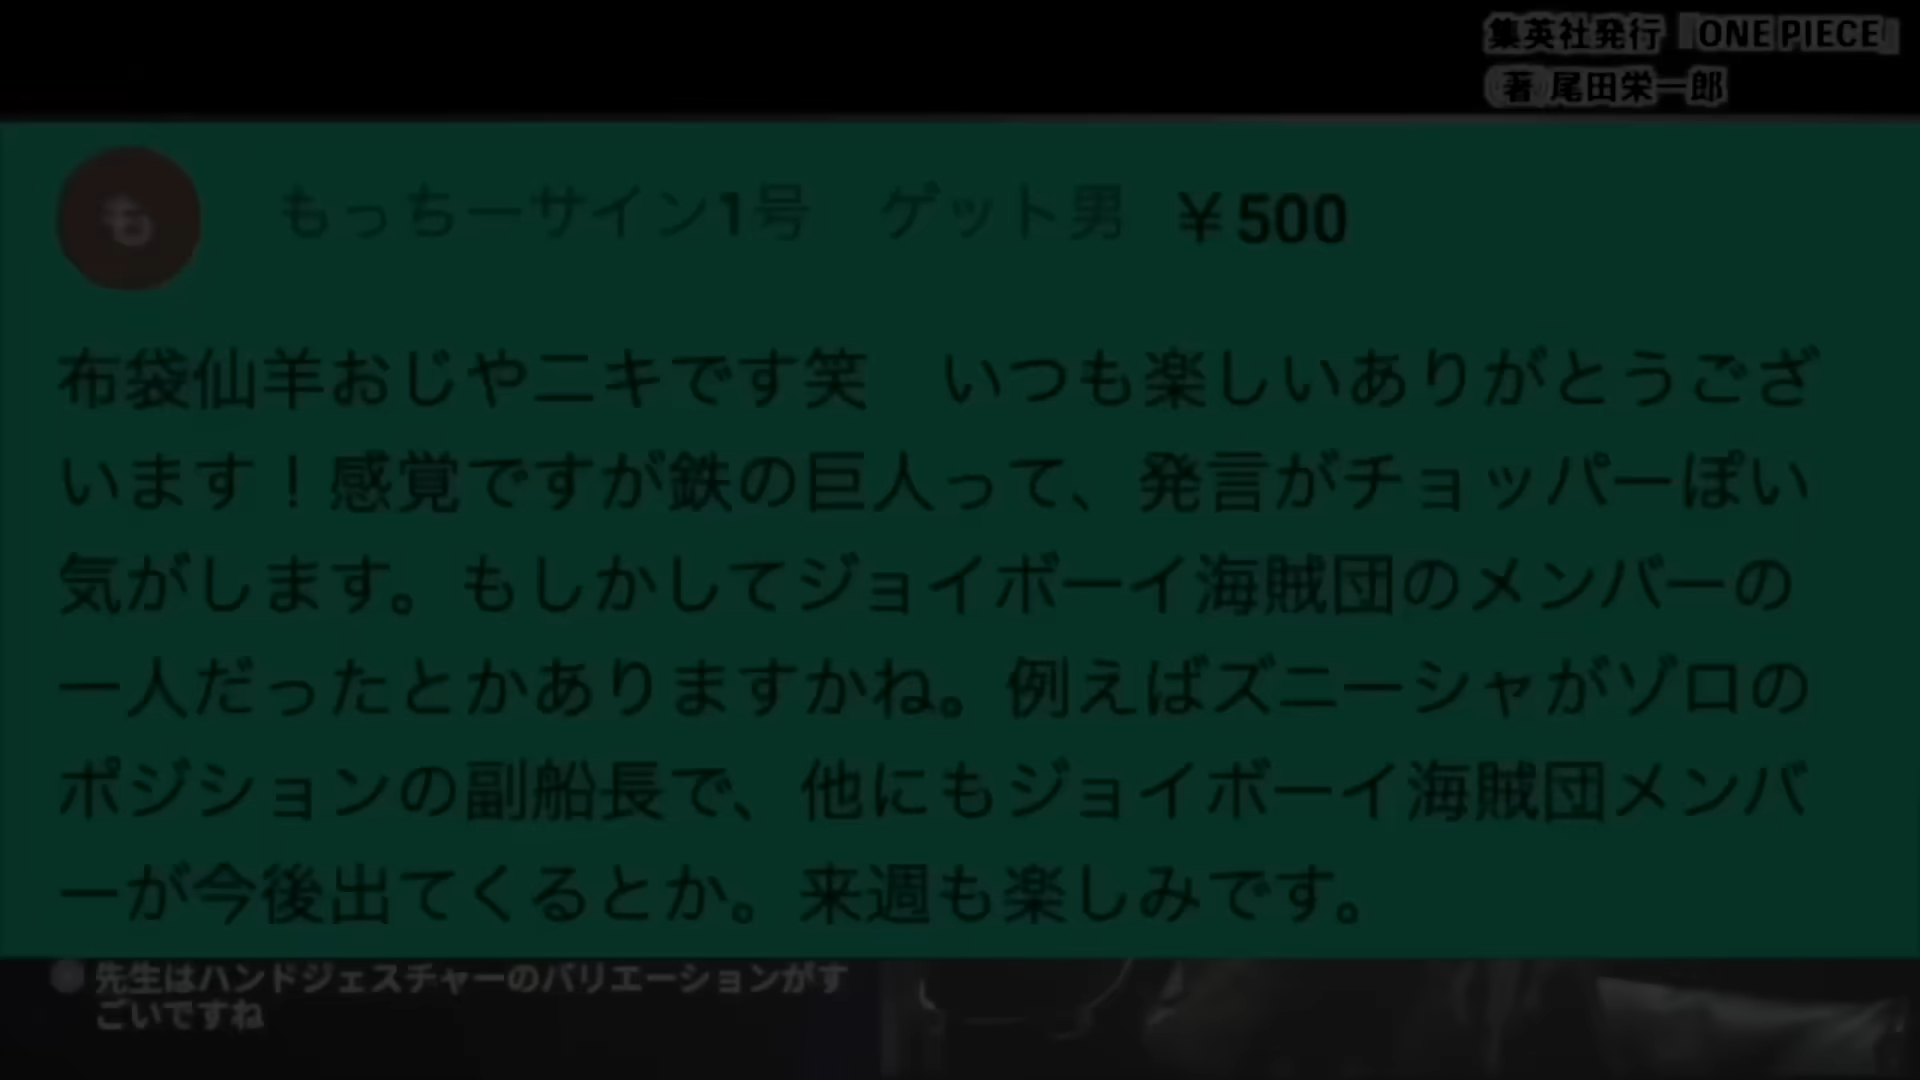 集英社発行『ONE PIECE』
(著)尾田栄一郎
も
もっちーサイン1号　ゲット男 ￥500
布袋仙羊おじやニキです笑　いつも楽しいありがとうござ
います！感覚ですが鉄の巨人って、発言がチョッパーぽい
気がします。もしかしてジョイボーイ海賊団のメンバーの
一人だったとかありますかね。例えばズニーシャがゾロの
ポジションの副船長で、他にもジョイボーイ海賊団メンバ
ーが今後出てくるとか。来週も楽しみです。
先生はハンドジェスチャーのバリエーションがす
ごいですね